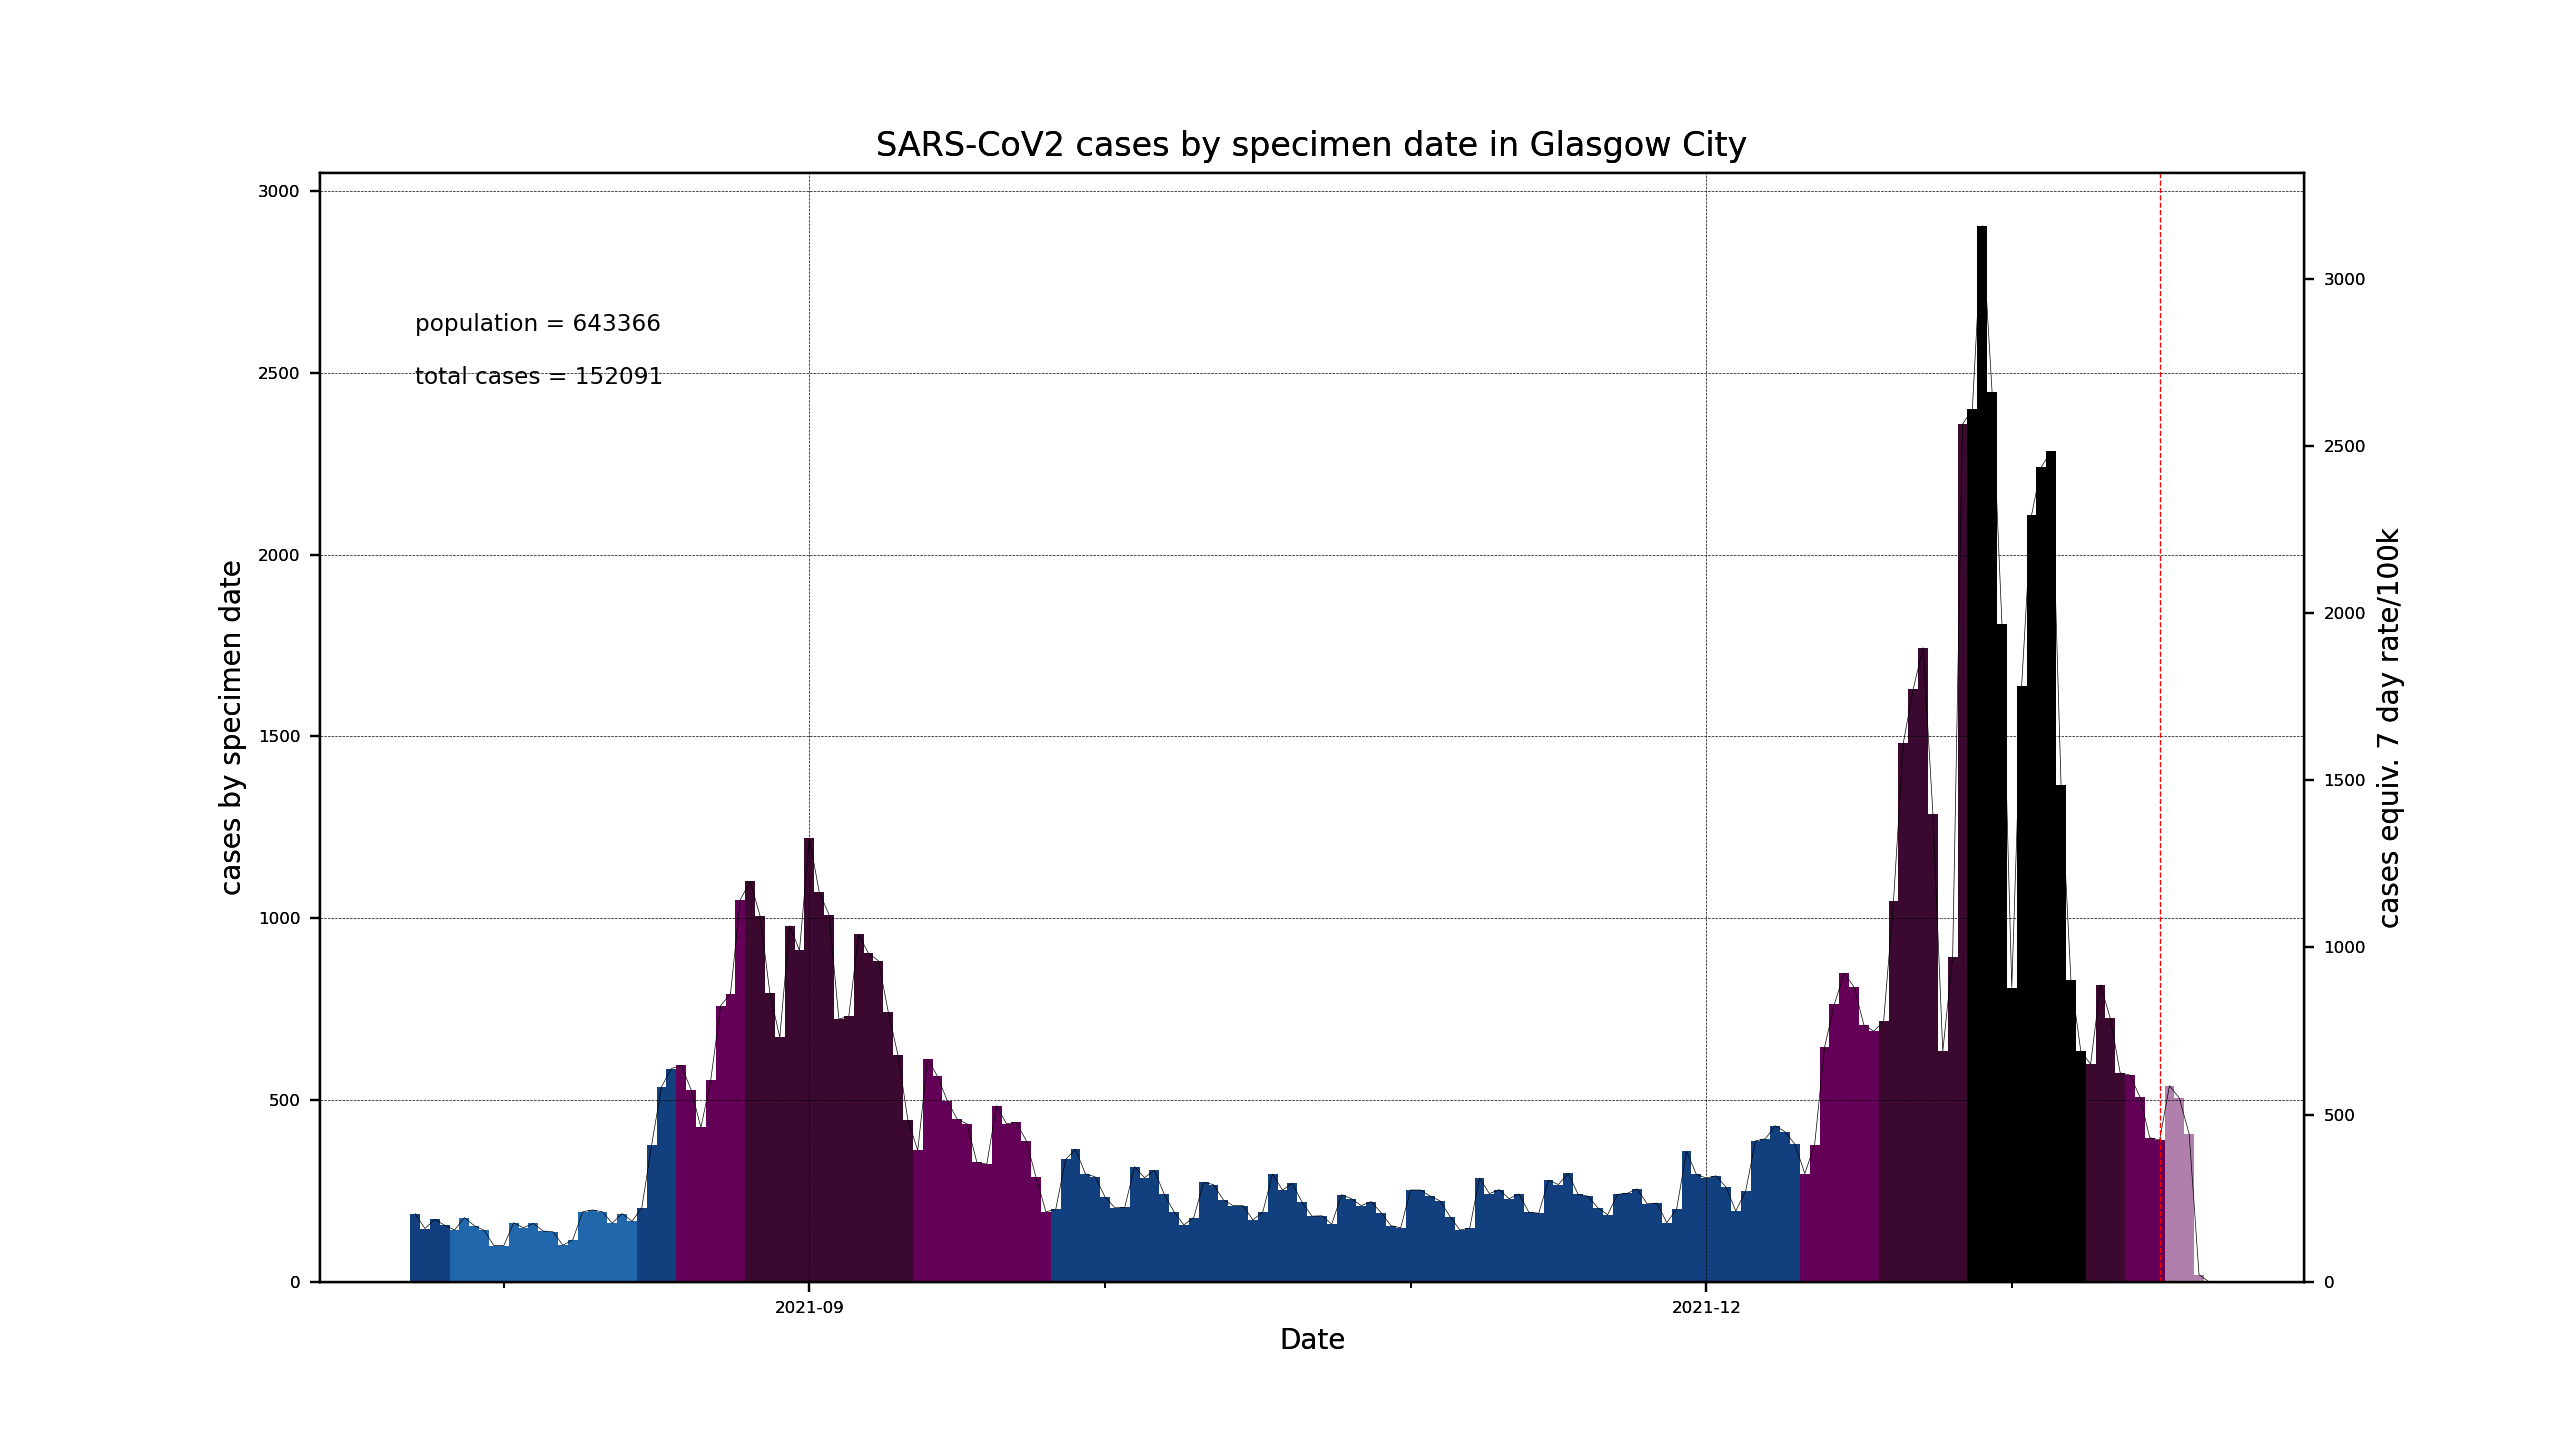 SARS-CoV2 cases by specimen date in Glasgow City
population = 643366
total cases = 152091
cases by specimen date
3000
2500
2000
1500
1000
500
0
cases equiv. 7 day rate/100k
3000
2500
2000
1500
1000
500
0
2021-09
2021-12
Date